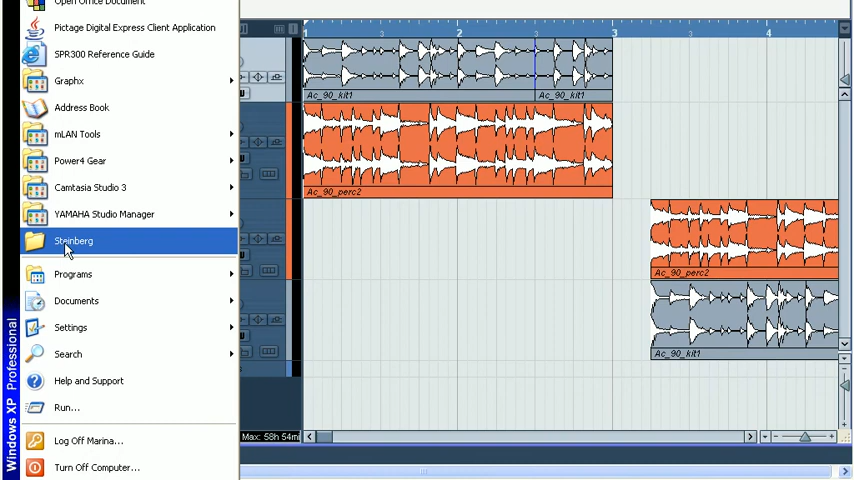 Open Office Document
Pictage Digital Express Client Application
SPR300 Reference Guide
Graphx
Address Book
mLAN Tools
Power4 Gear
Camtasia Studio 3
YAMAHA Studio Manager
Steinberg
Programs
Documents
Settings
Search
Help and Support
Run...
Log Off Marina...
Turn Off Computer...
Windows XP Professional
1 3 2 3 3 3 4
Ac_90_kit1 Ac_90_kit1
Ac_90_perc2
Ac_90_perc2
Ac_90_kit1
Max: 58h 54mi